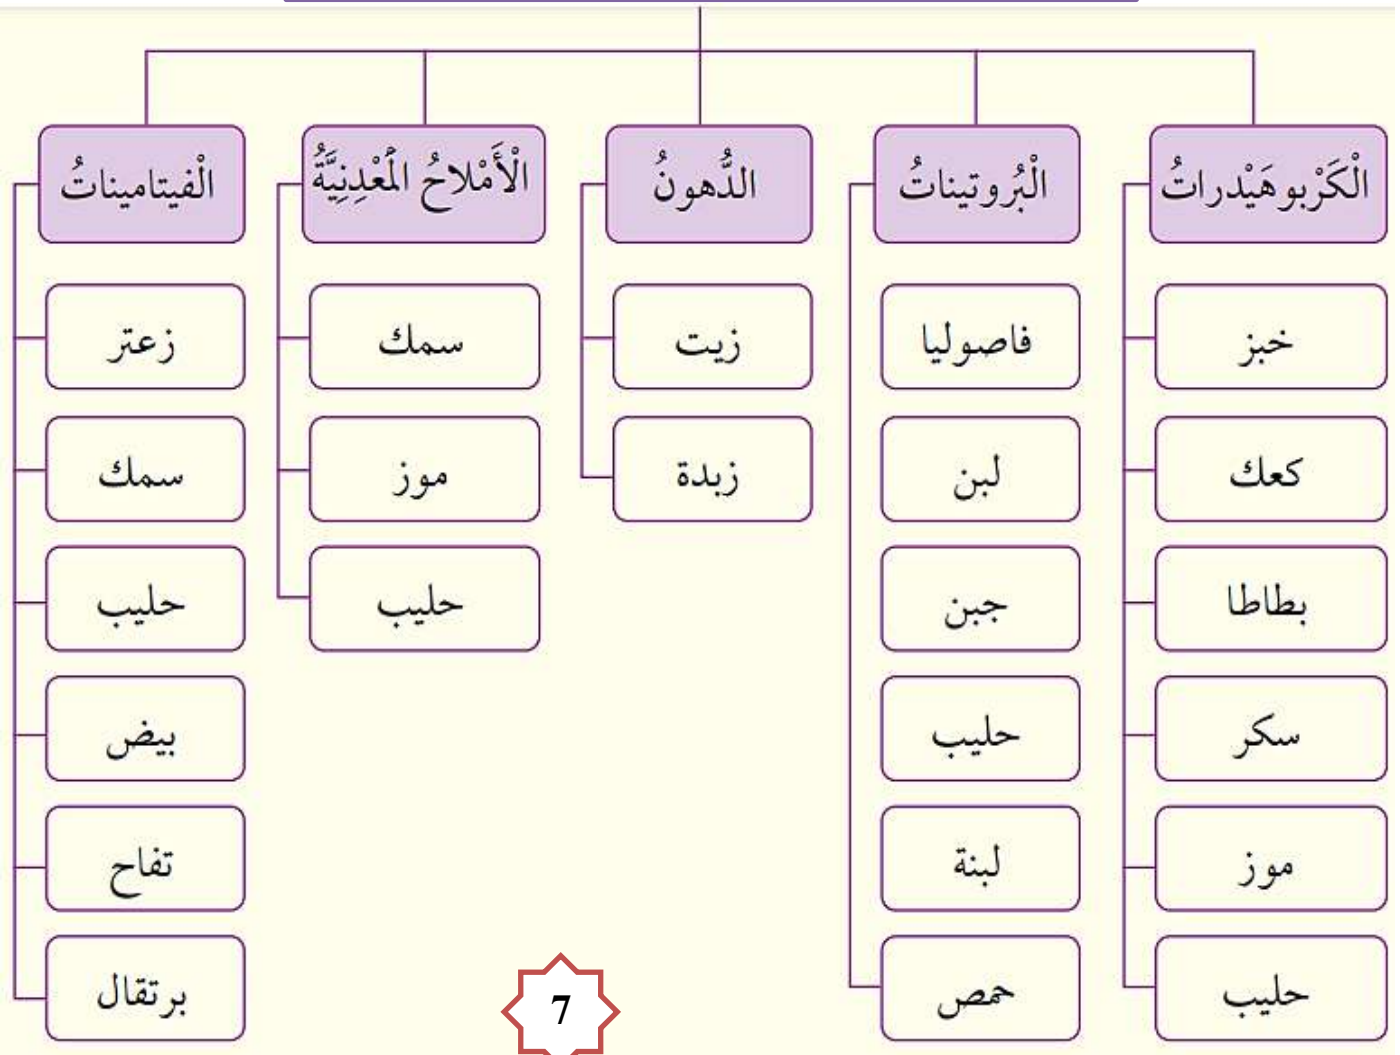 الْكَرْبوهَيْدراتُ
خبز
كعك
بطاطا
سكر
موز
حليب
الْبُروتيناتُ
فاصوليا
لبن
جبن
حليب
لبنة
حمص
الدُّهونُ
زيت
زبدة
الْأَمْلاحُ الْمَعْدِنِيَّةُ
سمك
موز
حليب
الْفيتاميناتُ
زعتر
سمك
حليب
بيض
تفاح
برتقال
7